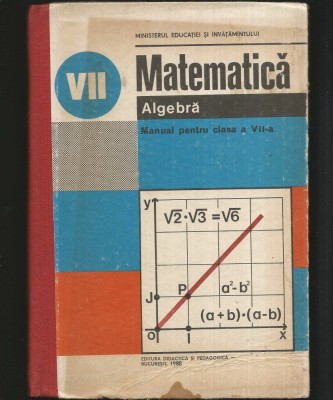 MINISTERUL EDUCAȚIEI ȘI ÎNVĂȚĂMÎNTULUI
VII
Matematică
Algebră
Manual pentru clasa a VII-a
y
√2·√3=√6
J
P
a²-b²
(a+b)·(a-b)
O
I
x
EDITURA DIDACTICĂ ȘI PEDAGOGICĂ —
BUCUREȘTI, 1988